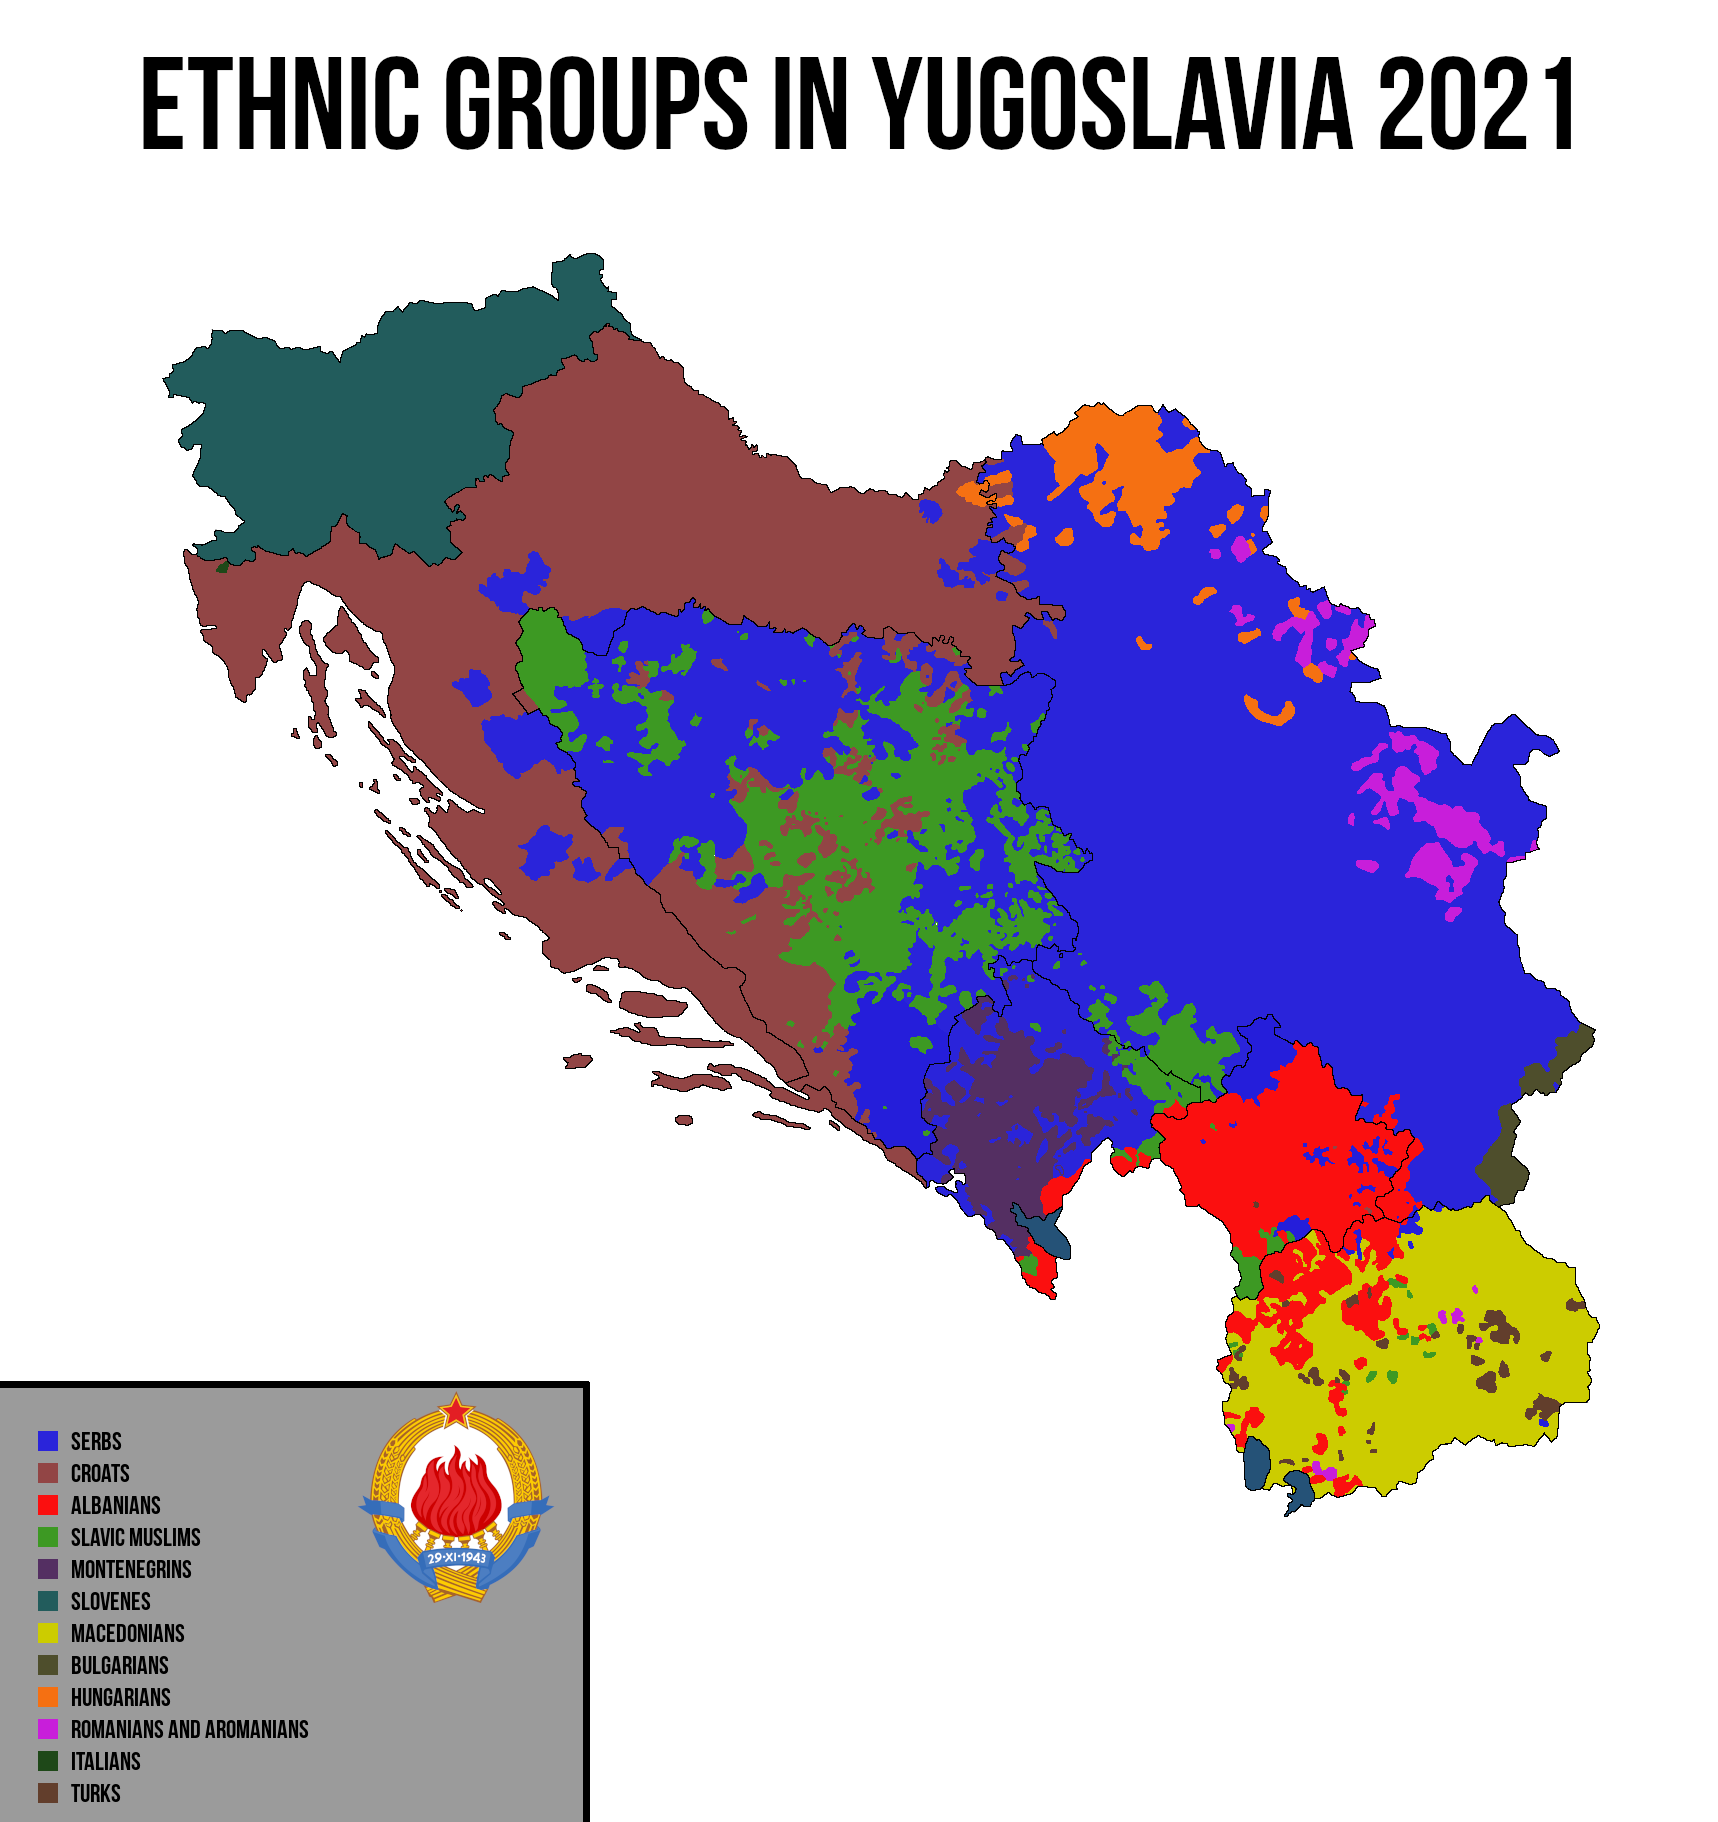 ETHNIC GROUPS IN YUGOSLAVIA 2021
29·XI·1943
SERBS
CROATS
ALBANIANS
SLAVIC MUSLIMS
MONTENEGRINS
SLOVENES
MACEDONIANS
BULGARIANS
HUNGARIANS
ROMANIANS AND AROMANIANS
ITALIANS
TURKS